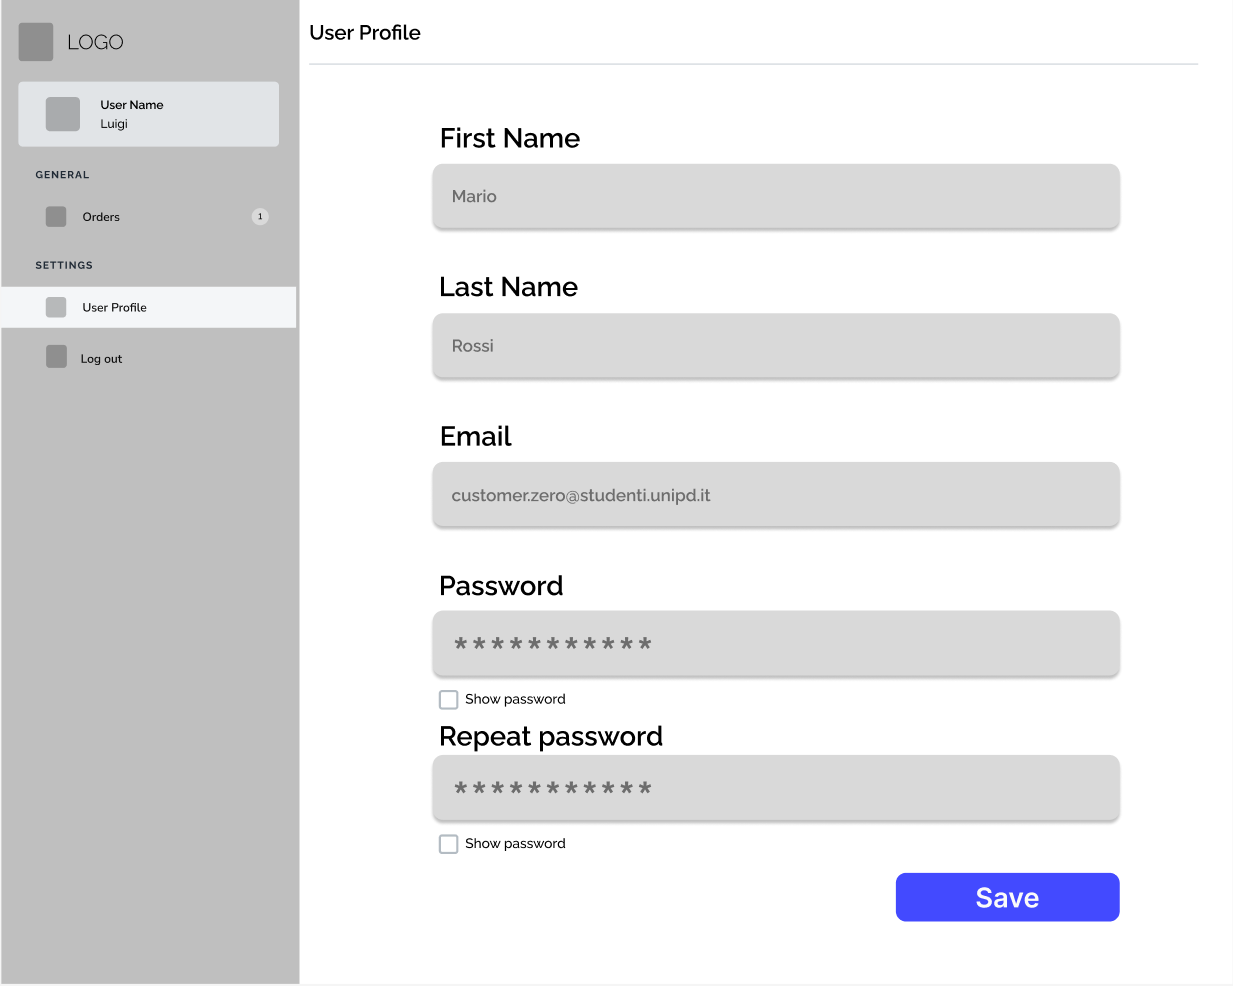 LOGO
User Name
Luigi
GENERAL
Orders
1
SETTINGS
User Profile
Log out
User Profile
First Name
Mario
Last Name
Rossi
Email
customer.zero@studenti.unipd.it
Password
* * * * * * * * * * *
Show password
Repeat password
* * * * * * * * * * *
Show password
Save